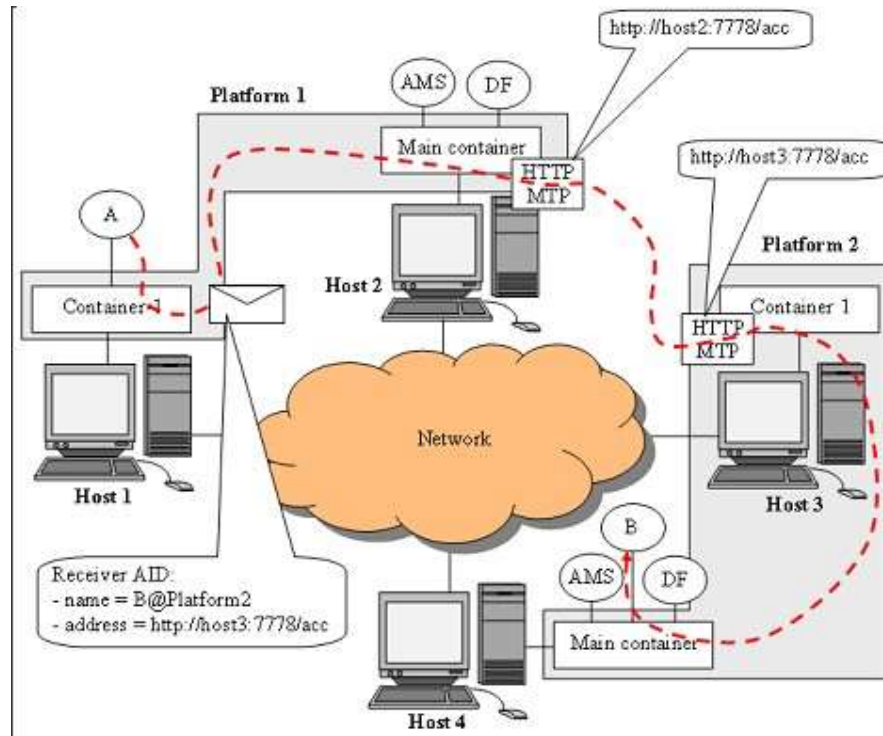 http://host2:7778/acc
AMS
DF
Platform 1
Main container
HTTP
MTP
http://host3:7778/acc
A
Platform 2
Host 2
Container 1
Container 1
HTTP
MTP
Network
Host 1
Host 3
B
Receiver AID:
- name = B@Platform2
- address = http://host3:7778/acc
AMS
DF
Main container
Host 4